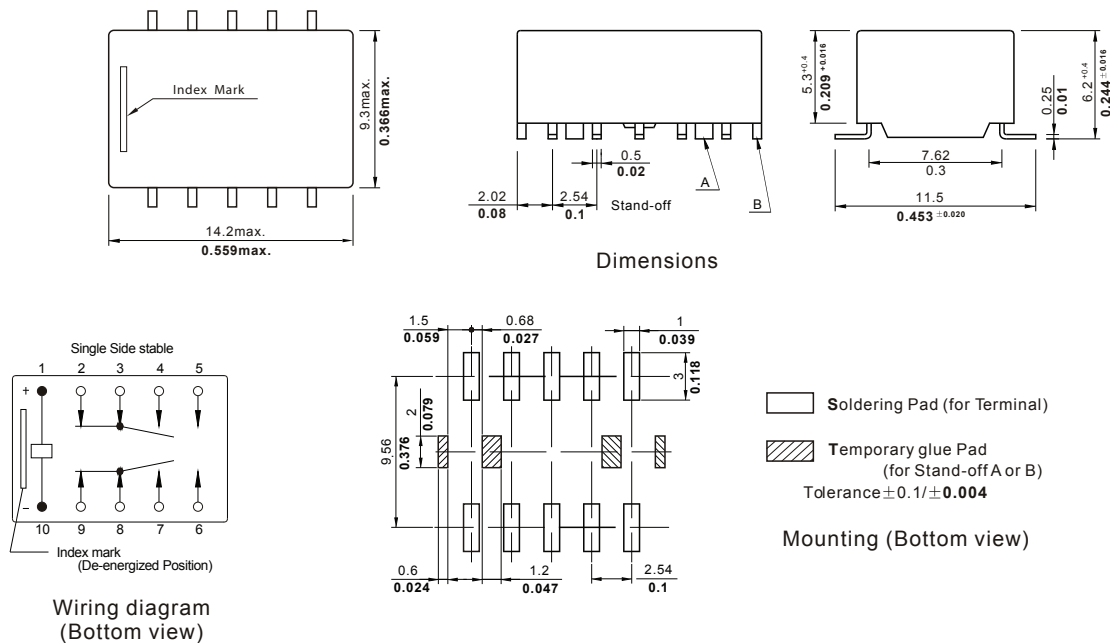 Index Mark
9.3max.
0.366max.
14.2max.
0.559max.
0.5
0.02
2.02
0.08
2.54
0.1
Stand-off
A
B
5.3+0.4
0.209 +0.016
7.62
0.3
11.5
0.453 ±0.020
0.25
0.01
6.2+0.4
0.244±0.016
Dimensions
Single Side stable
1 2 3 4 5
+
−
10 9 8 7 6
Index mark
(De-energized Position)
Wiring diagram
(Bottom view)
1.5
0.059
0.68
0.027
1
0.039
3
0.118
2
0.079
9.56
0.376
0.6
0.024
1.2
0.047
2.54
0.1
Soldering Pad (for Terminal)
Temporary glue Pad
(for Stand-off A or B)
Tolerance±0.1/±0.004
Mounting (Bottom view)